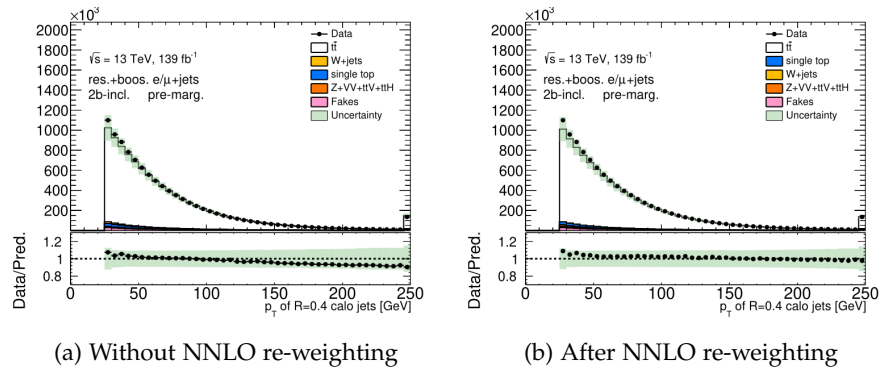 ×10³
2000
1800
1600
1400
1200
1000
800
600
400
200
√s = 13 TeV, 139 fb⁻¹
res.+boos. e/μ+jets
2b-incl. pre-marg.
Data
tt̄
W+jets
single top
Z+VV+ttV+ttH
Fakes
Uncertainty
Data/Pred.
1.2
1
0.8
0 50 100 150 200 250
p_T of R=0.4 calo jets [GeV]
(a) Without NNLO re-weighting
×10³
2000
1800
1600
1400
1200
1000
800
600
400
200
√s = 13 TeV, 139 fb⁻¹
res.+boos. e/μ+jets
2b-incl. pre-marg.
Data
tt̄
W+jets
single top
Z+VV+ttV+ttH
Fakes
Uncertainty
Data/Pred.
1.2
1
0.8
0 50 100 150 200 250
p_T of R=0.4 calo jets [GeV]
(b) After NNLO re-weighting